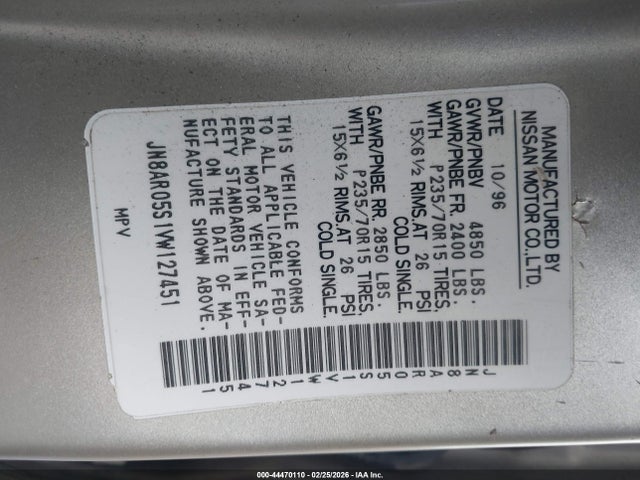 MANUFACTURED BY
NISSAN MOTOR CO.,LTD.
DATE 10/96
GVWR/PNBV 4850 LBS.
GAWR/PNBE FR. 2400 LBS.
WITH P235/70R15 TIRES,
15X6½ RIMS,AT 26 PSI
COLD SINGLE.
GAWR/PNBE RR. 2850 LBS.
WITH P235/70R15 TIRES,
15X6½ RIMS,AT 26 PSI
COLD SINGLE.
THIS VEHICLE CONFORMS
TO ALL APPLICABLE FED-
ERAL MOTOR VEHICLE SA-
FETY STANDARDS IN EFF-
ECT ON THE DATE OF MA-
NUFACTURE SHOWN ABOVE.
JN8AR05S1VW127451
MPV
JN8AR05S1VW127451
000-44470110 - 02/25/2026 - IAA Inc.